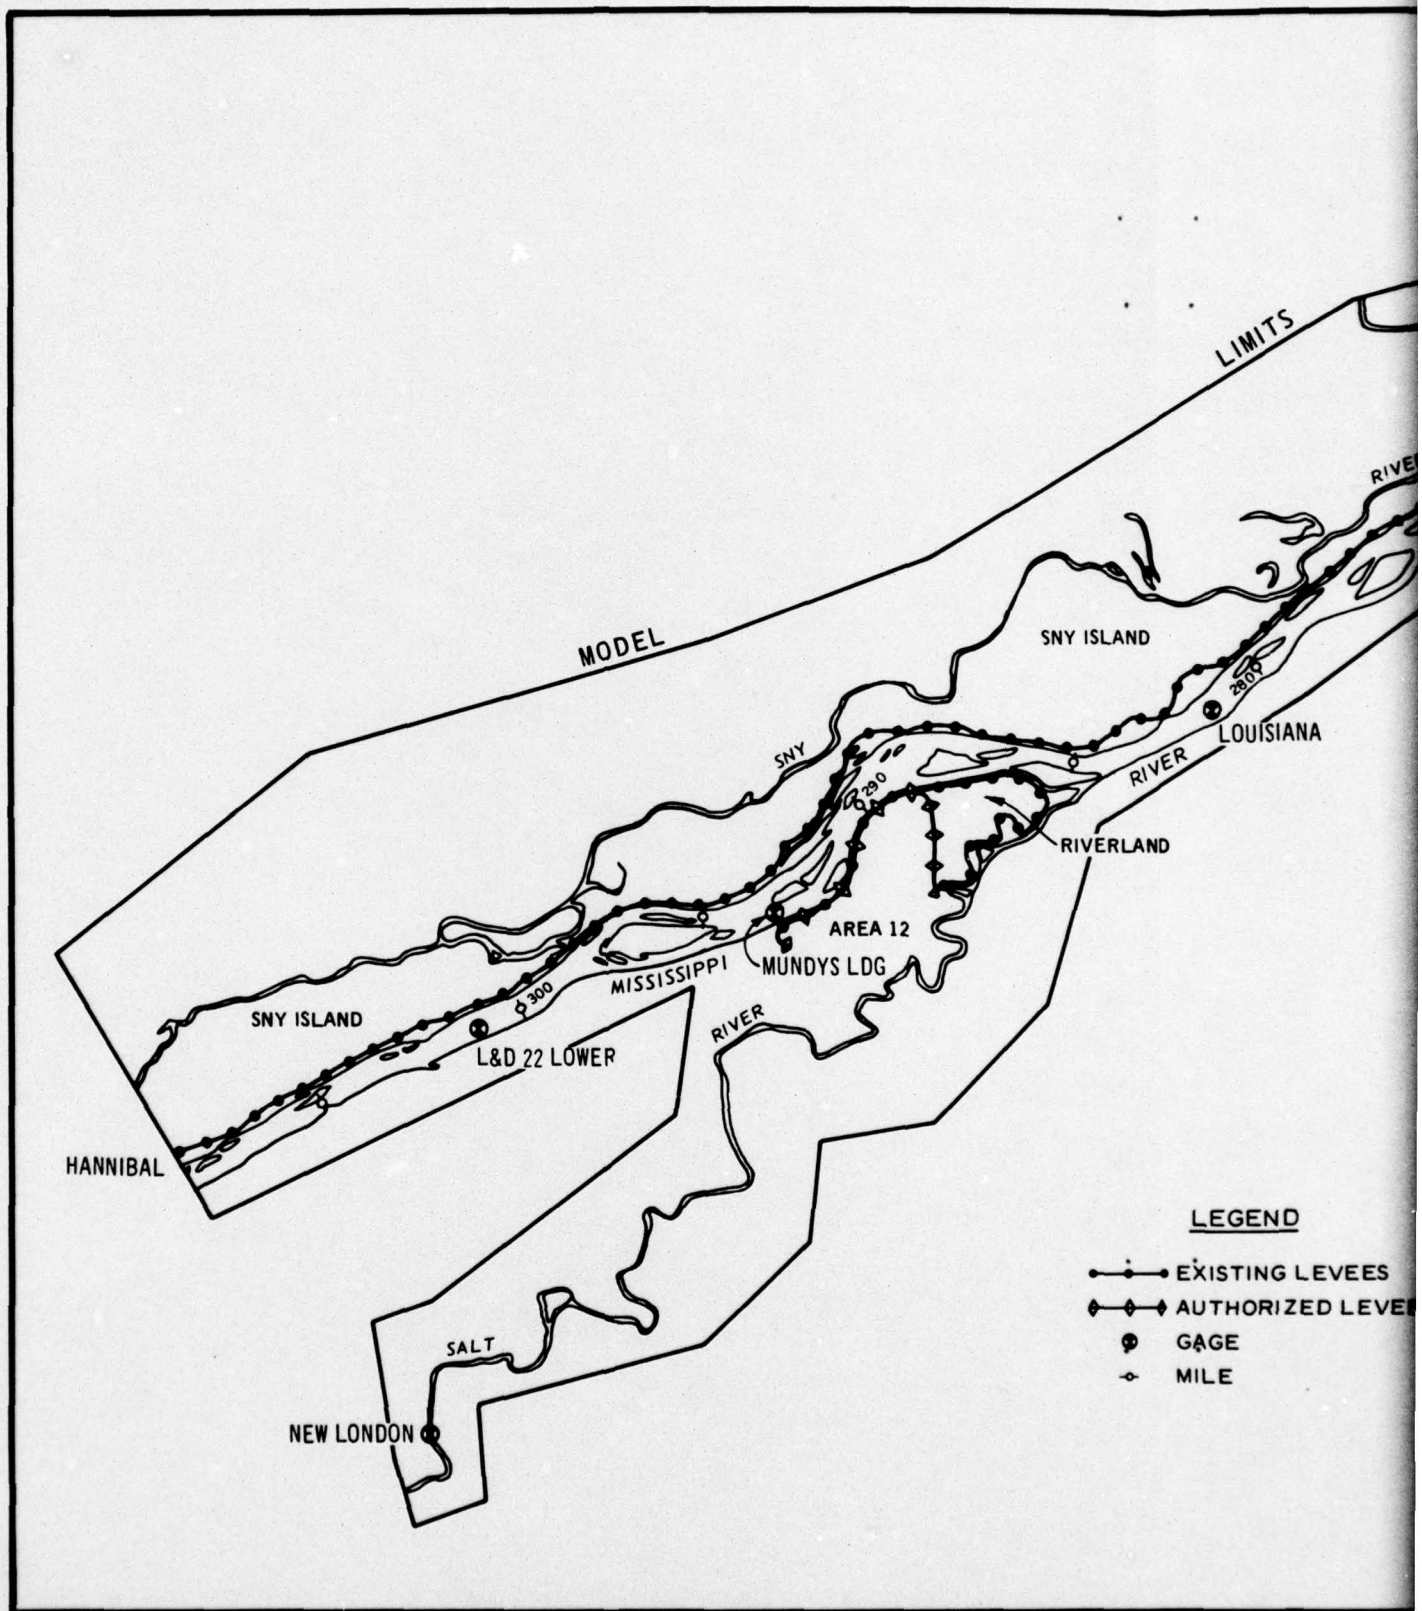 LIMITS
RIVE
MODEL
SNY ISLAND
280
SNY
LOUISIANA
RIVER
290
RIVERLAND
AREA 12
MUNDYS LDG
MISSISSIPPI
300
SNY ISLAND
RIVER
L&D 22 LOWER
HANNIBAL
LEGEND
EXISTING LEVEES
AUTHORIZED LEVE
GAGE
MILE
SALT
NEW LONDON